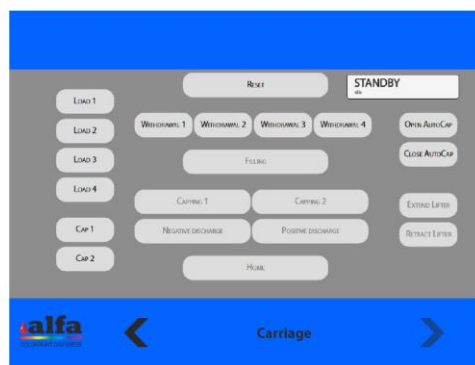 RESET
STANDBY
LOAD 1
WITHDRAWAL 1 WITHDRAWAL 2 WITHDRAWAL 3 WITHDRAWAL 4
OPEN AUTOCAP
LOAD 2
LOAD 3
FILLING
CLOSE AUTOCAP
LOAD 4
CAPPING 1 CAPPING 2
EXTEND LIFTER
CAP 1
NEGATIVE DISCHARGE POSITIVE DISCHARGE
RETRACT LIFTER
CAP 2
HOME
alfa
Carriage